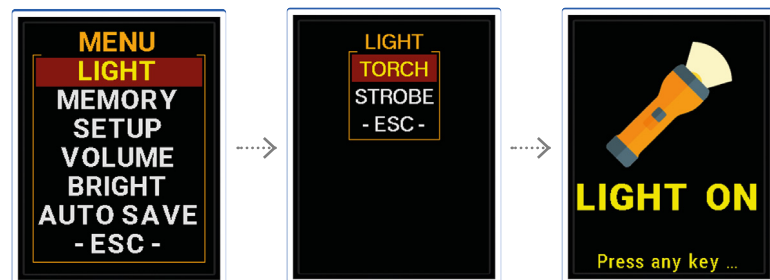 MENU
LIGHT
MEMORY
SETUP
VOLUME
BRIGHT
AUTO SAVE
- ESC -
LIGHT
TORCH
STROBE
- ESC -
LIGHT ON
Press any key ...